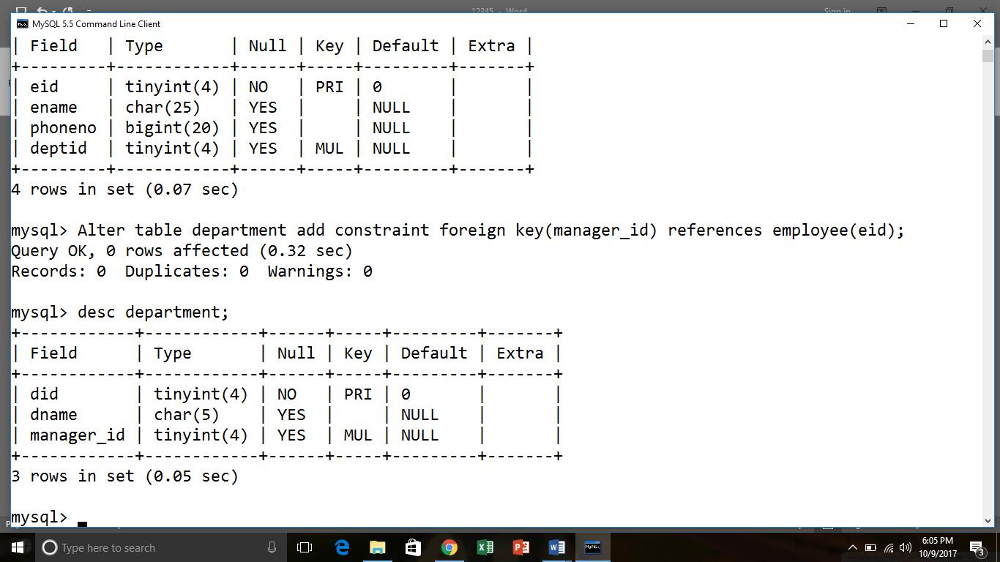 12345 - Word
Sign in
MySQL 5.5 Command Line Client
| Field   | Type       | Null | Key | Default | Extra |
+---------+------------+------+-----+---------+-------+
| eid     | tinyint(4) | NO   | PRI | 0       |       |
| ename   | char(25)   | YES  |     | NULL    |       |
| phoneno | bigint(20) | YES  |     | NULL    |       |
| deptid  | tinyint(4) | YES  | MUL | NULL    |       |
+---------+------------+------+-----+---------+-------+
4 rows in set (0.07 sec)
mysql> Alter table department add constraint foreign key(manager_id) references employee(eid);
Query OK, 0 rows affected (0.32 sec)
Records: 0  Duplicates: 0  Warnings: 0
mysql> desc department;
+------------+------------+------+-----+---------+-------+
| Field      | Type       | Null | Key | Default | Extra |
+------------+------------+------+-----+---------+-------+
| did        | tinyint(4) | NO   | PRI | 0       |       |
| dname      | char(5)    | YES  |     | NULL    |       |
| manager_id | tinyint(4) | YES  | MUL | NULL    |       |
+------------+------------+------+-----+---------+-------+
3 rows in set (0.05 sec)
mysql>
Type here to search
6:05 PM
10/9/2017
3